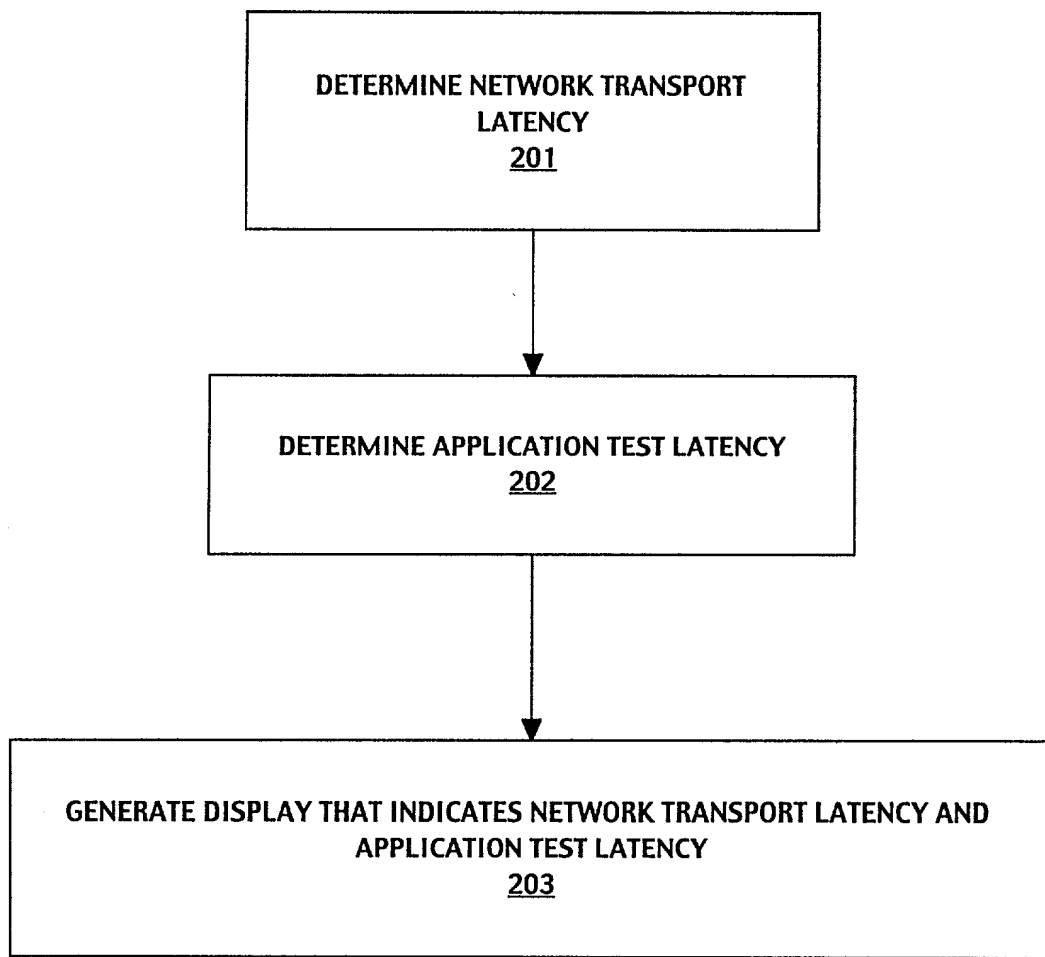 DETERMINE NETWORK TRANSPORT
LATENCY
201
DETERMINE APPLICATION TEST LATENCY
202
GENERATE DISPLAY THAT INDICATES NETWORK TRANSPORT LATENCY AND
APPLICATION TEST LATENCY
203